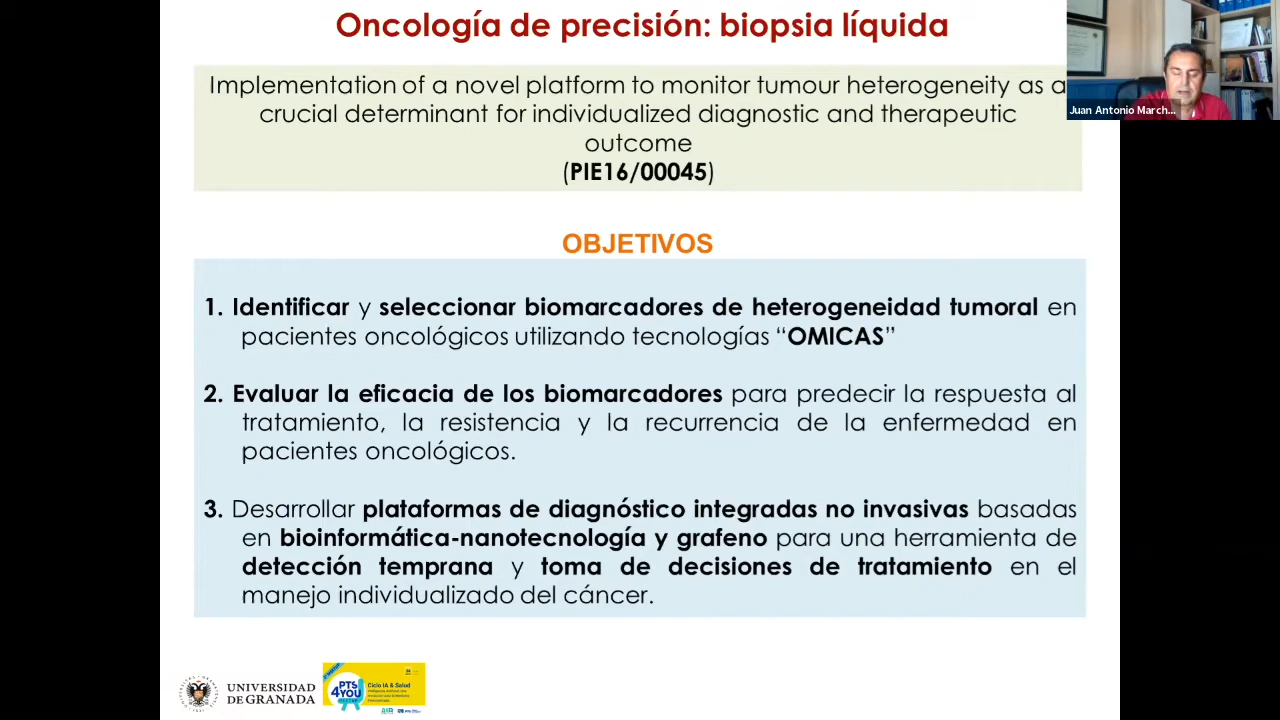 Oncología de precisión: biopsia líquida
Implementation of a novel platform to monitor tumour heterogeneity as a
crucial determinant for individualized diagnostic and therapeutic
outcome
(PIE16/00045)
Juan Antonio March...
OBJETIVOS
1. Identificar y seleccionar biomarcadores de heterogeneidad tumoral en
pacientes oncológicos utilizando tecnologías “OMICAS”
2. Evaluar la eficacia de los biomarcadores para predecir la respuesta al
tratamiento, la resistencia y la recurrencia de la enfermedad en
pacientes oncológicos.
3. Desarrollar plataformas de diagnóstico integradas no invasivas basadas
en bioinformática-nanotecnología y grafeno para una herramienta de
detección temprana y toma de decisiones de tratamiento en el
manejo individualizado del cáncer.
UNIVERSIDAD
DE GRANADA
PTS
4YOU
MEETUP
Ciclo IA & Salud